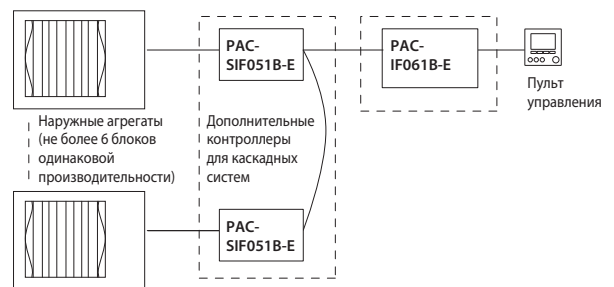 PAC-
SIF051B-E
PAC-
IF061B-E
Пульт
управления
Наружные агрегаты
(не более 6 блоков
одинаковой
производительности)
Дополнительные
контроллеры
для каскадных
систем
PAC-
SIF051B-E